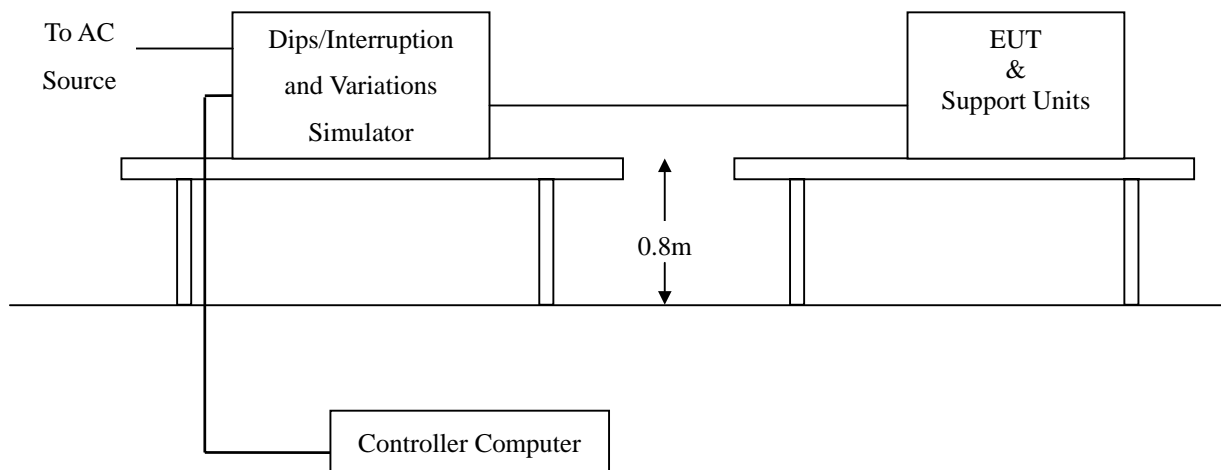 To AC
Source
Dips/Interruption
and Variations
Simulator
EUT
&
Support Units
0.8m
Controller Computer